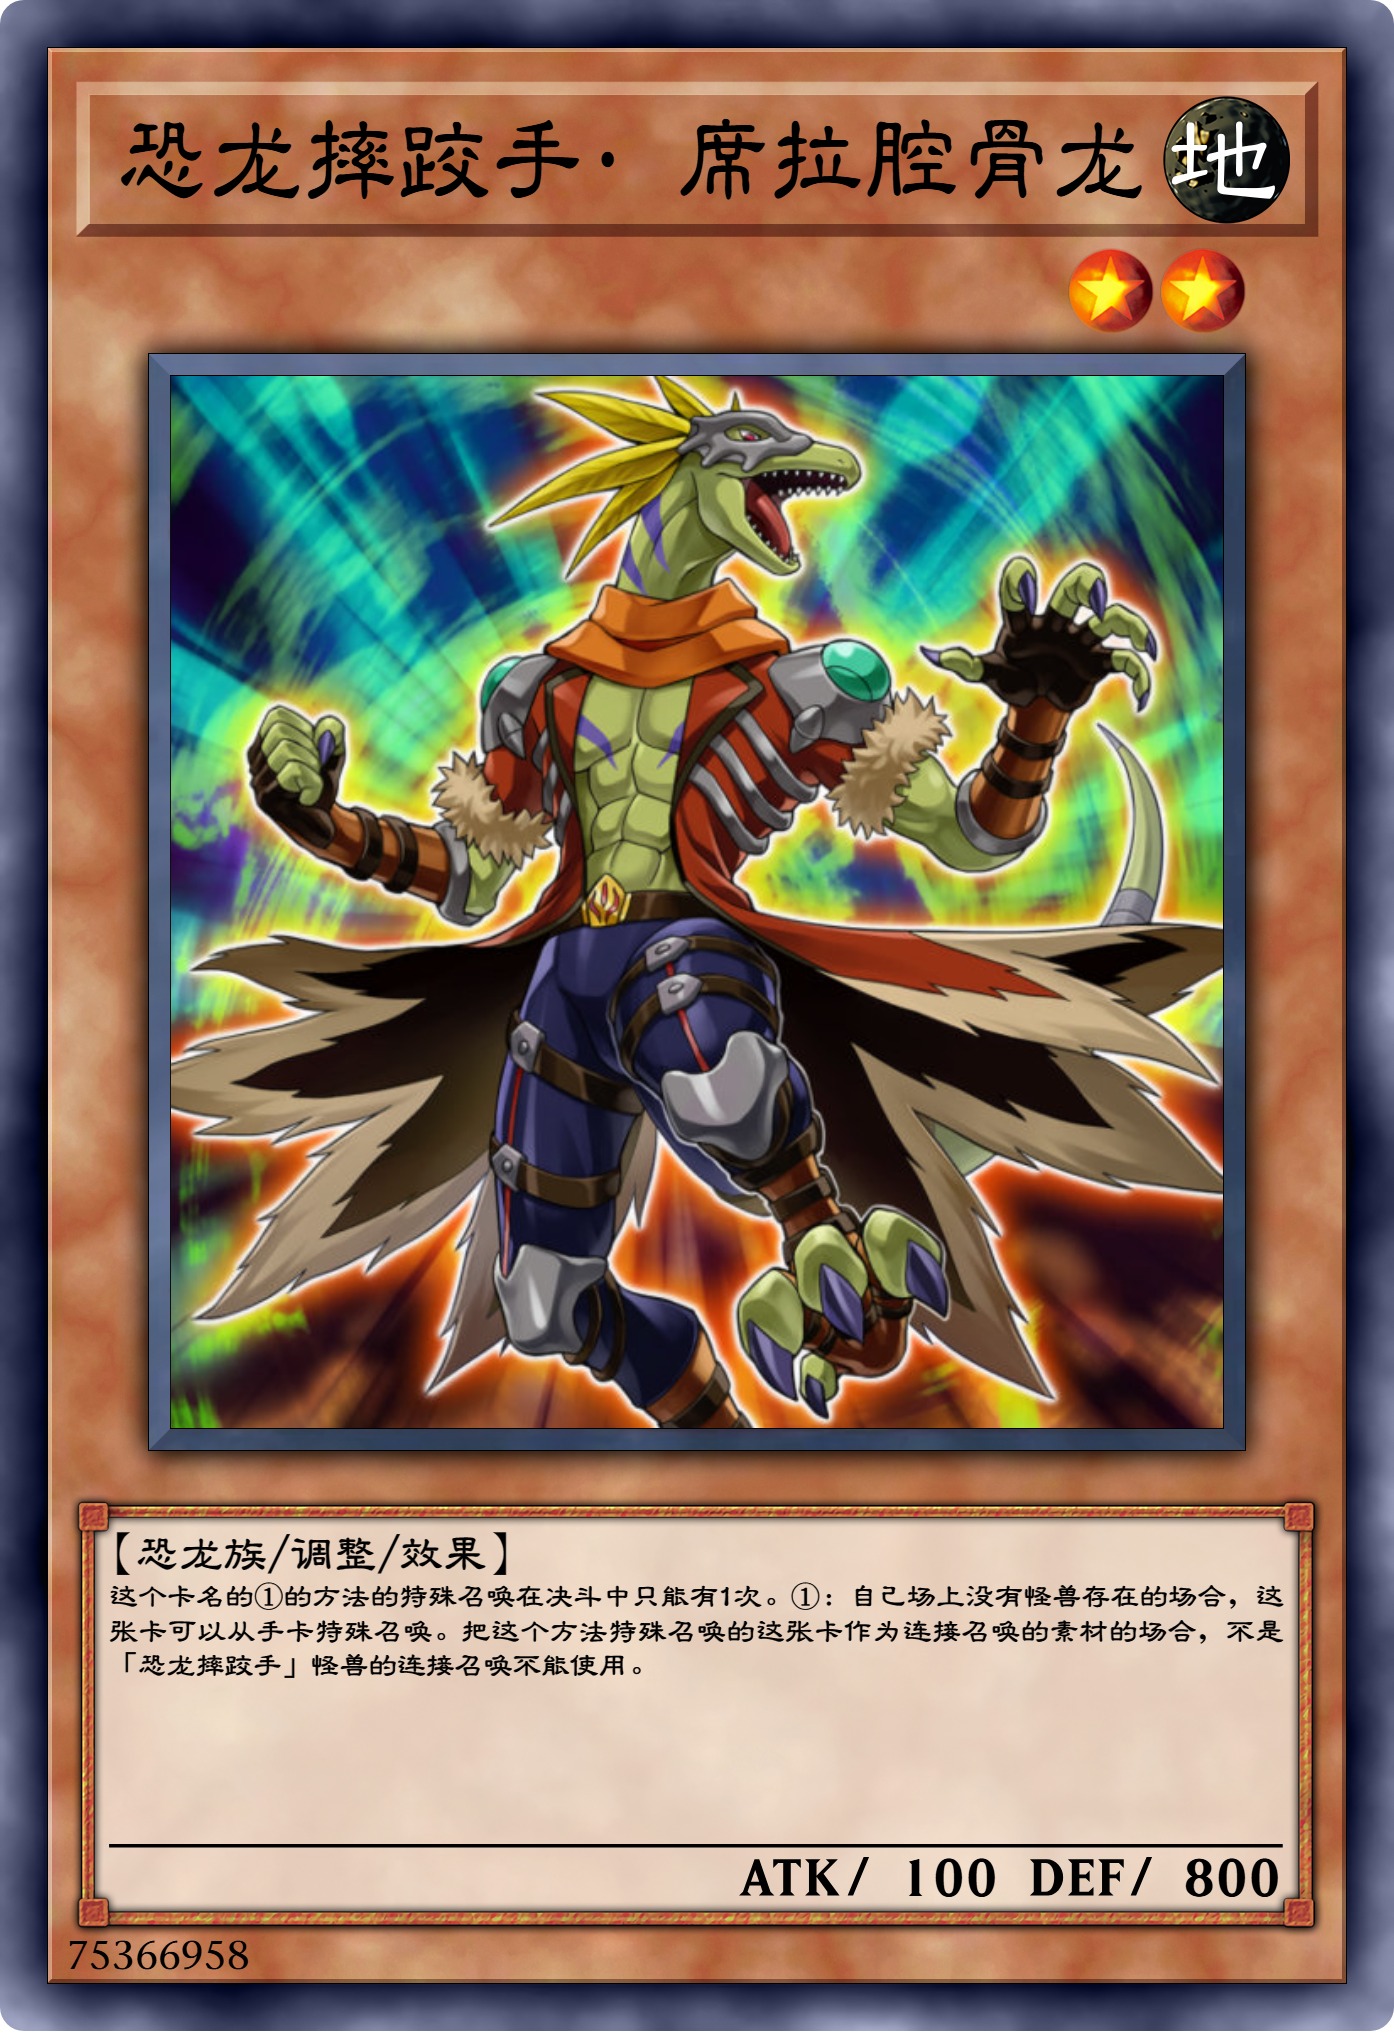 恐龙摔跤手·席拉腔骨龙
地
【恐龙族/调整/效果】
这个卡名的①的方法的特殊召唤在决斗中只能有1次。①：自己场上没有怪兽存在的场合，这
张卡可以从手卡特殊召唤。把这个方法特殊召唤的这张卡作为连接召唤的素材的场合，不是
「恐龙摔跤手」怪兽的连接召唤不能使用。
ATK/ 100 DEF/ 800
75366958